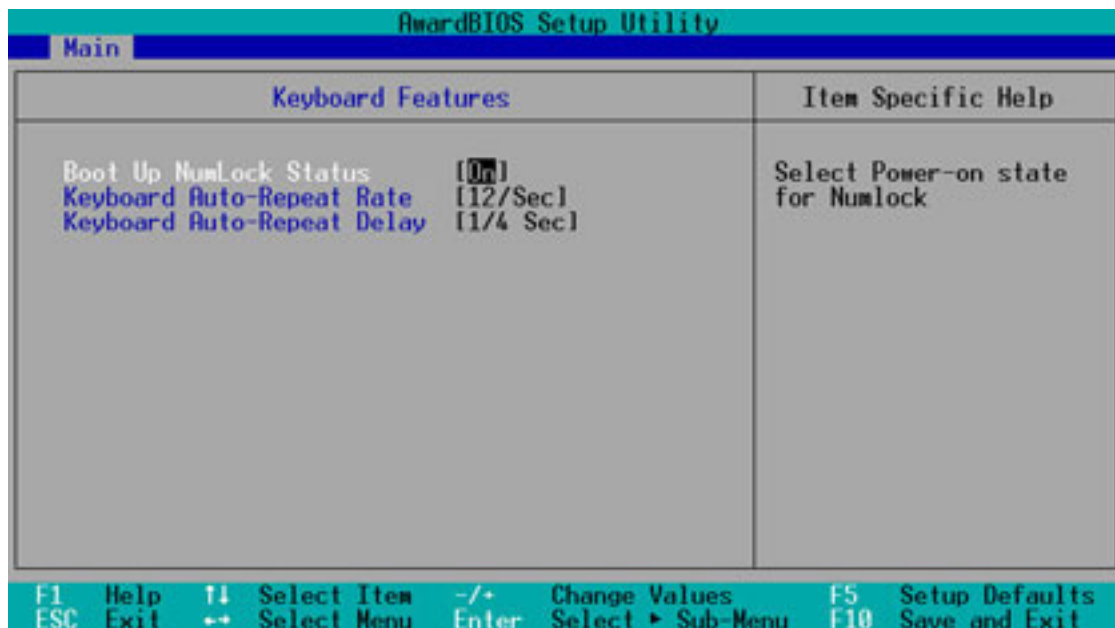 AwardBIOS Setup Utility
Main
Keyboard Features
Item Specific Help
Boot Up NumLock Status [On]
Keyboard Auto-Repeat Rate [12/Sec]
Keyboard Auto-Repeat Delay [1/4 Sec]
Select Power-on state
for Numlock
F1 Help ↑↓ Select Item -/+ Change Values F5 Setup Defaults
ESC Exit ←→ Select Menu Enter Select ► Sub-Menu F10 Save and Exit